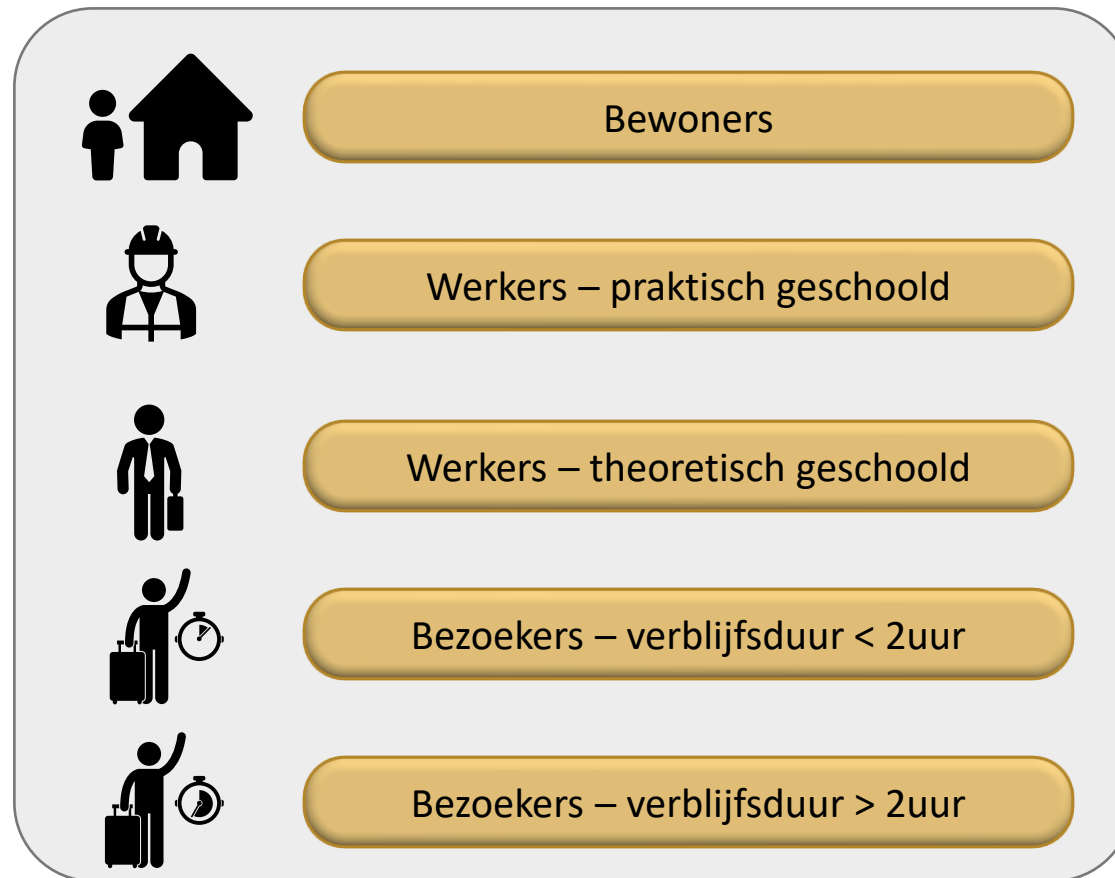 Bewoners
Werkers – praktisch geschoold
Werkers – theoretisch geschoold
Bezoekers – verblijfsduur < 2uur
Bezoekers – verblijfsduur > 2uur